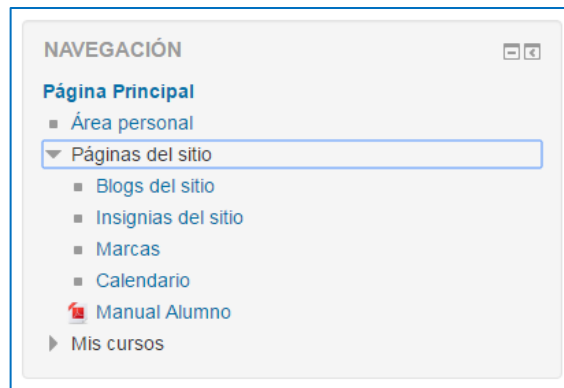 NAVEGACIÓN
Página Principal
Área personal
Páginas del sitio
Blogs del sitio
Insignias del sitio
Marcas
Calendario
Manual Alumno
Mis cursos